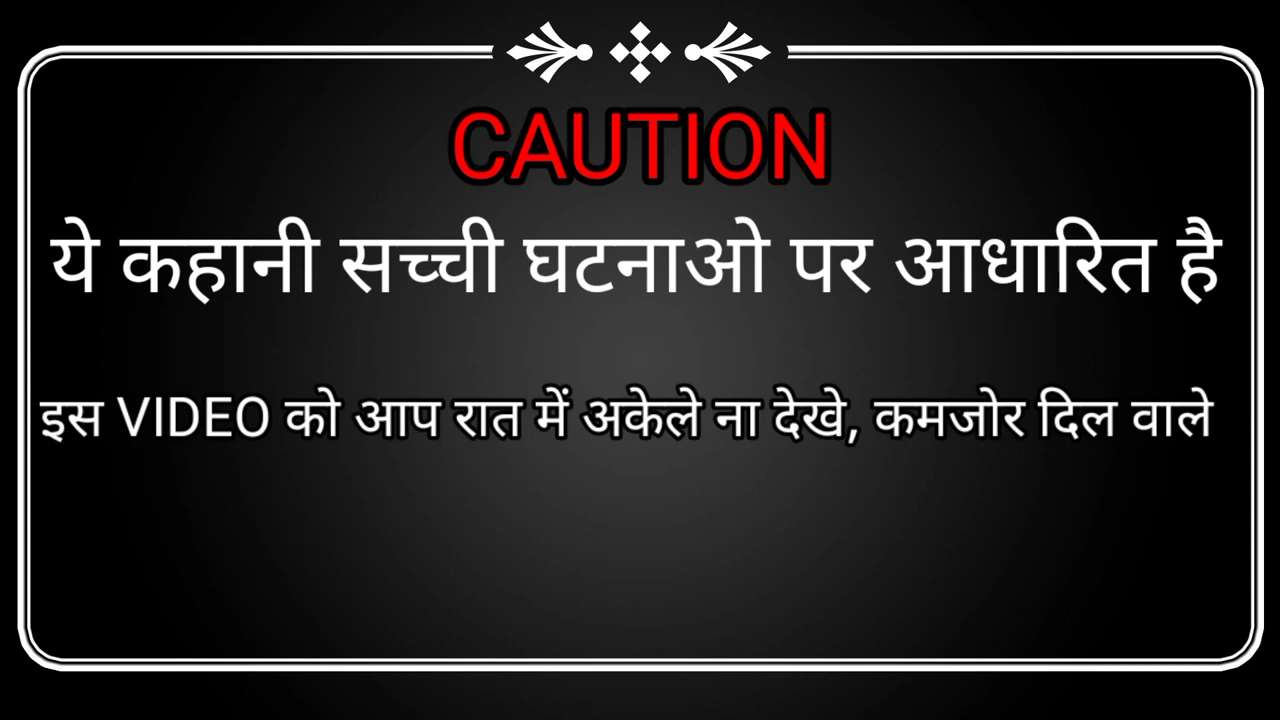 CAUTION
ये कहानी सच्ची घटनाओ पर आधारित है
इस VIDEO को आप रात में अकेले ना देखे, कमजोर दिल वाले